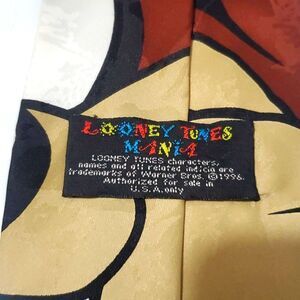 LOONEY TUNES
MANIA
LOONEY TUNES characters,
names and all related indicia are
trademarks of Warner Bros. ©1996.
Authorized for sale in
U.S.A. only